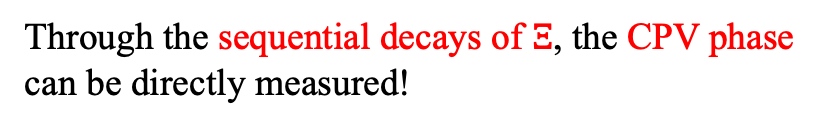 Through the sequential decays of Ξ, the CPV phase
can be directly measured!